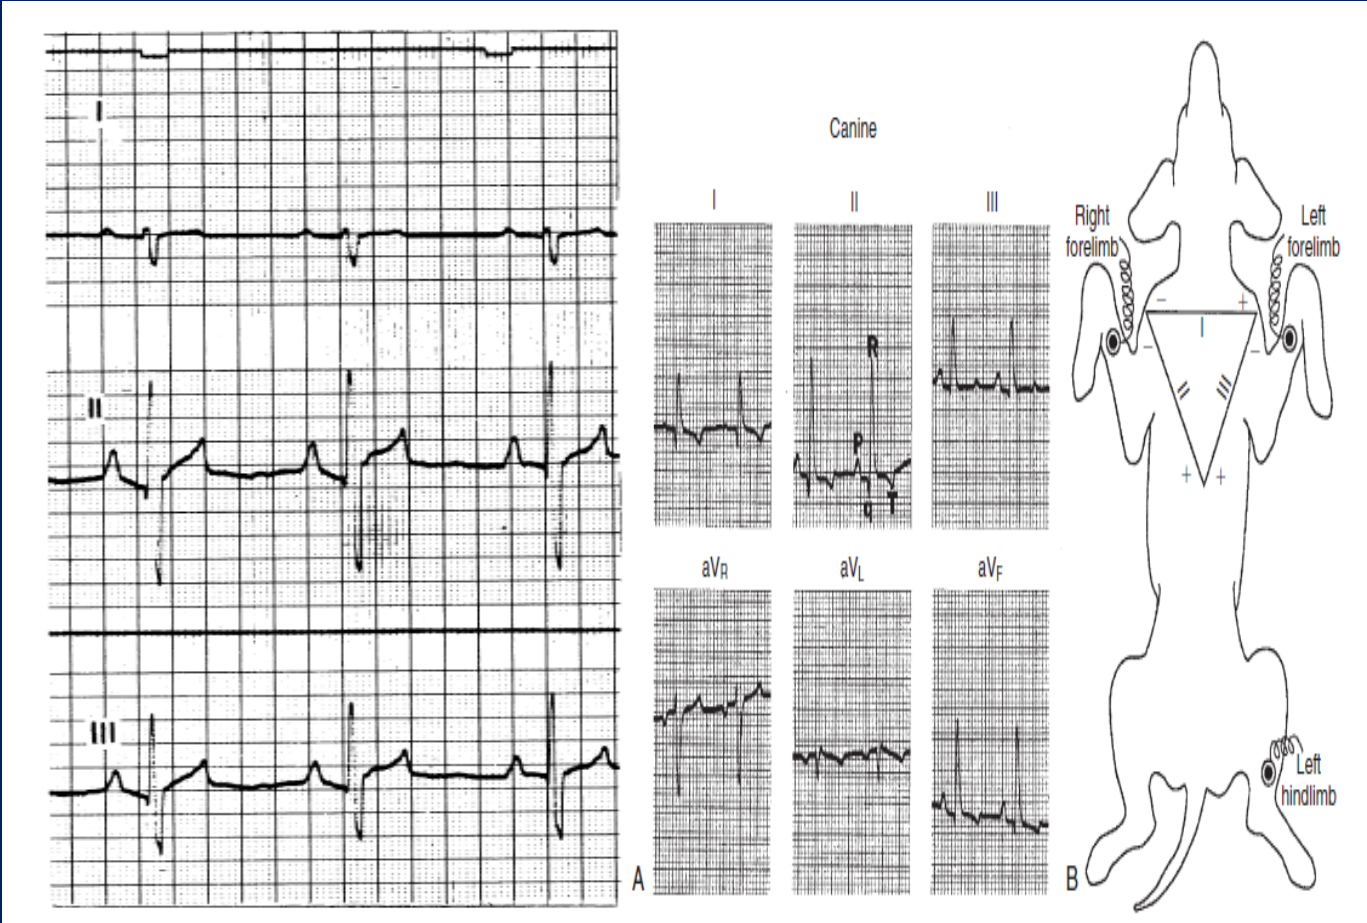 I
II
III
A
Canine
I
II
III
R
P
q
T
aVR
aVL
aVF
B
Right
forelimb
Left
forelimb
−
+
I
−
−
II
III
+
+
Left
hindlimb